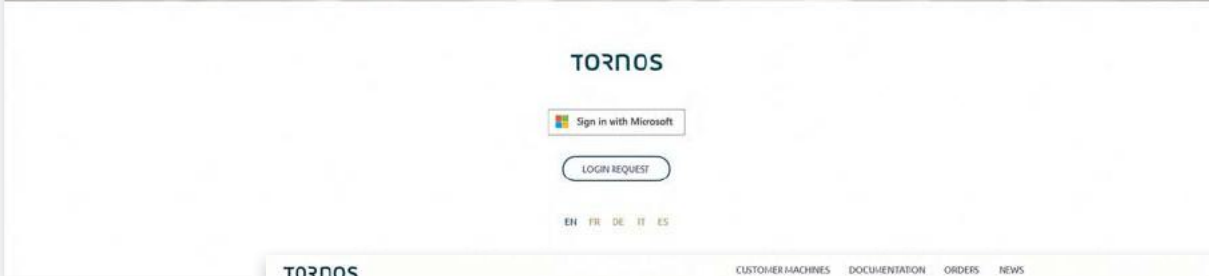 TORNOS
Sign in with Microsoft
LOGIN REQUEST
EN FR DE IT ES
TORNOS CUSTOMER MACHINES DOCUMENTATION ORDERS NEWS